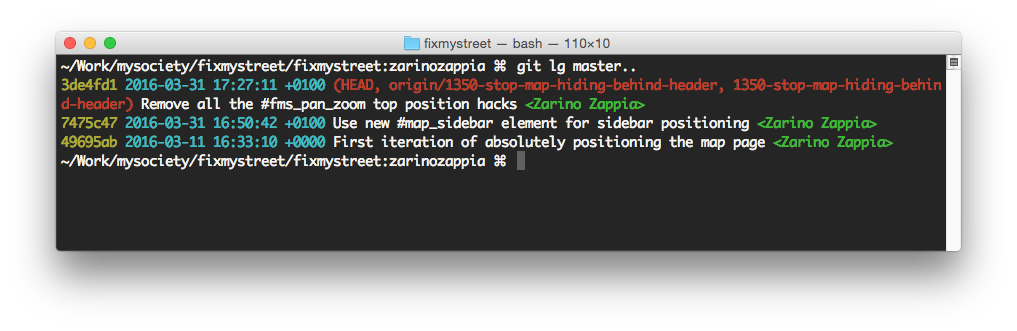 fixmystreet — bash — 110×10
~/Work/mysociety/fixmystreet/fixmystreet:zarinozappia ⌘ git lg master..
3de4fd1 2016-03-31 17:27:11 +0100 (HEAD, origin/1350-stop-map-hiding-behind-header, 1350-stop-map-hiding-behin
d-header) Remove all the #fms_pan_zoom top position hacks <Zarino Zappia>
7475c47 2016-03-31 16:50:42 +0100 Use new #map_sidebar element for sidebar positioning <Zarino Zappia>
49695ab 2016-03-11 16:33:10 +0000 First iteration of absolutely positioning the map page <Zarino Zappia>
~/Work/mysociety/fixmystreet/fixmystreet:zarinozappia ⌘